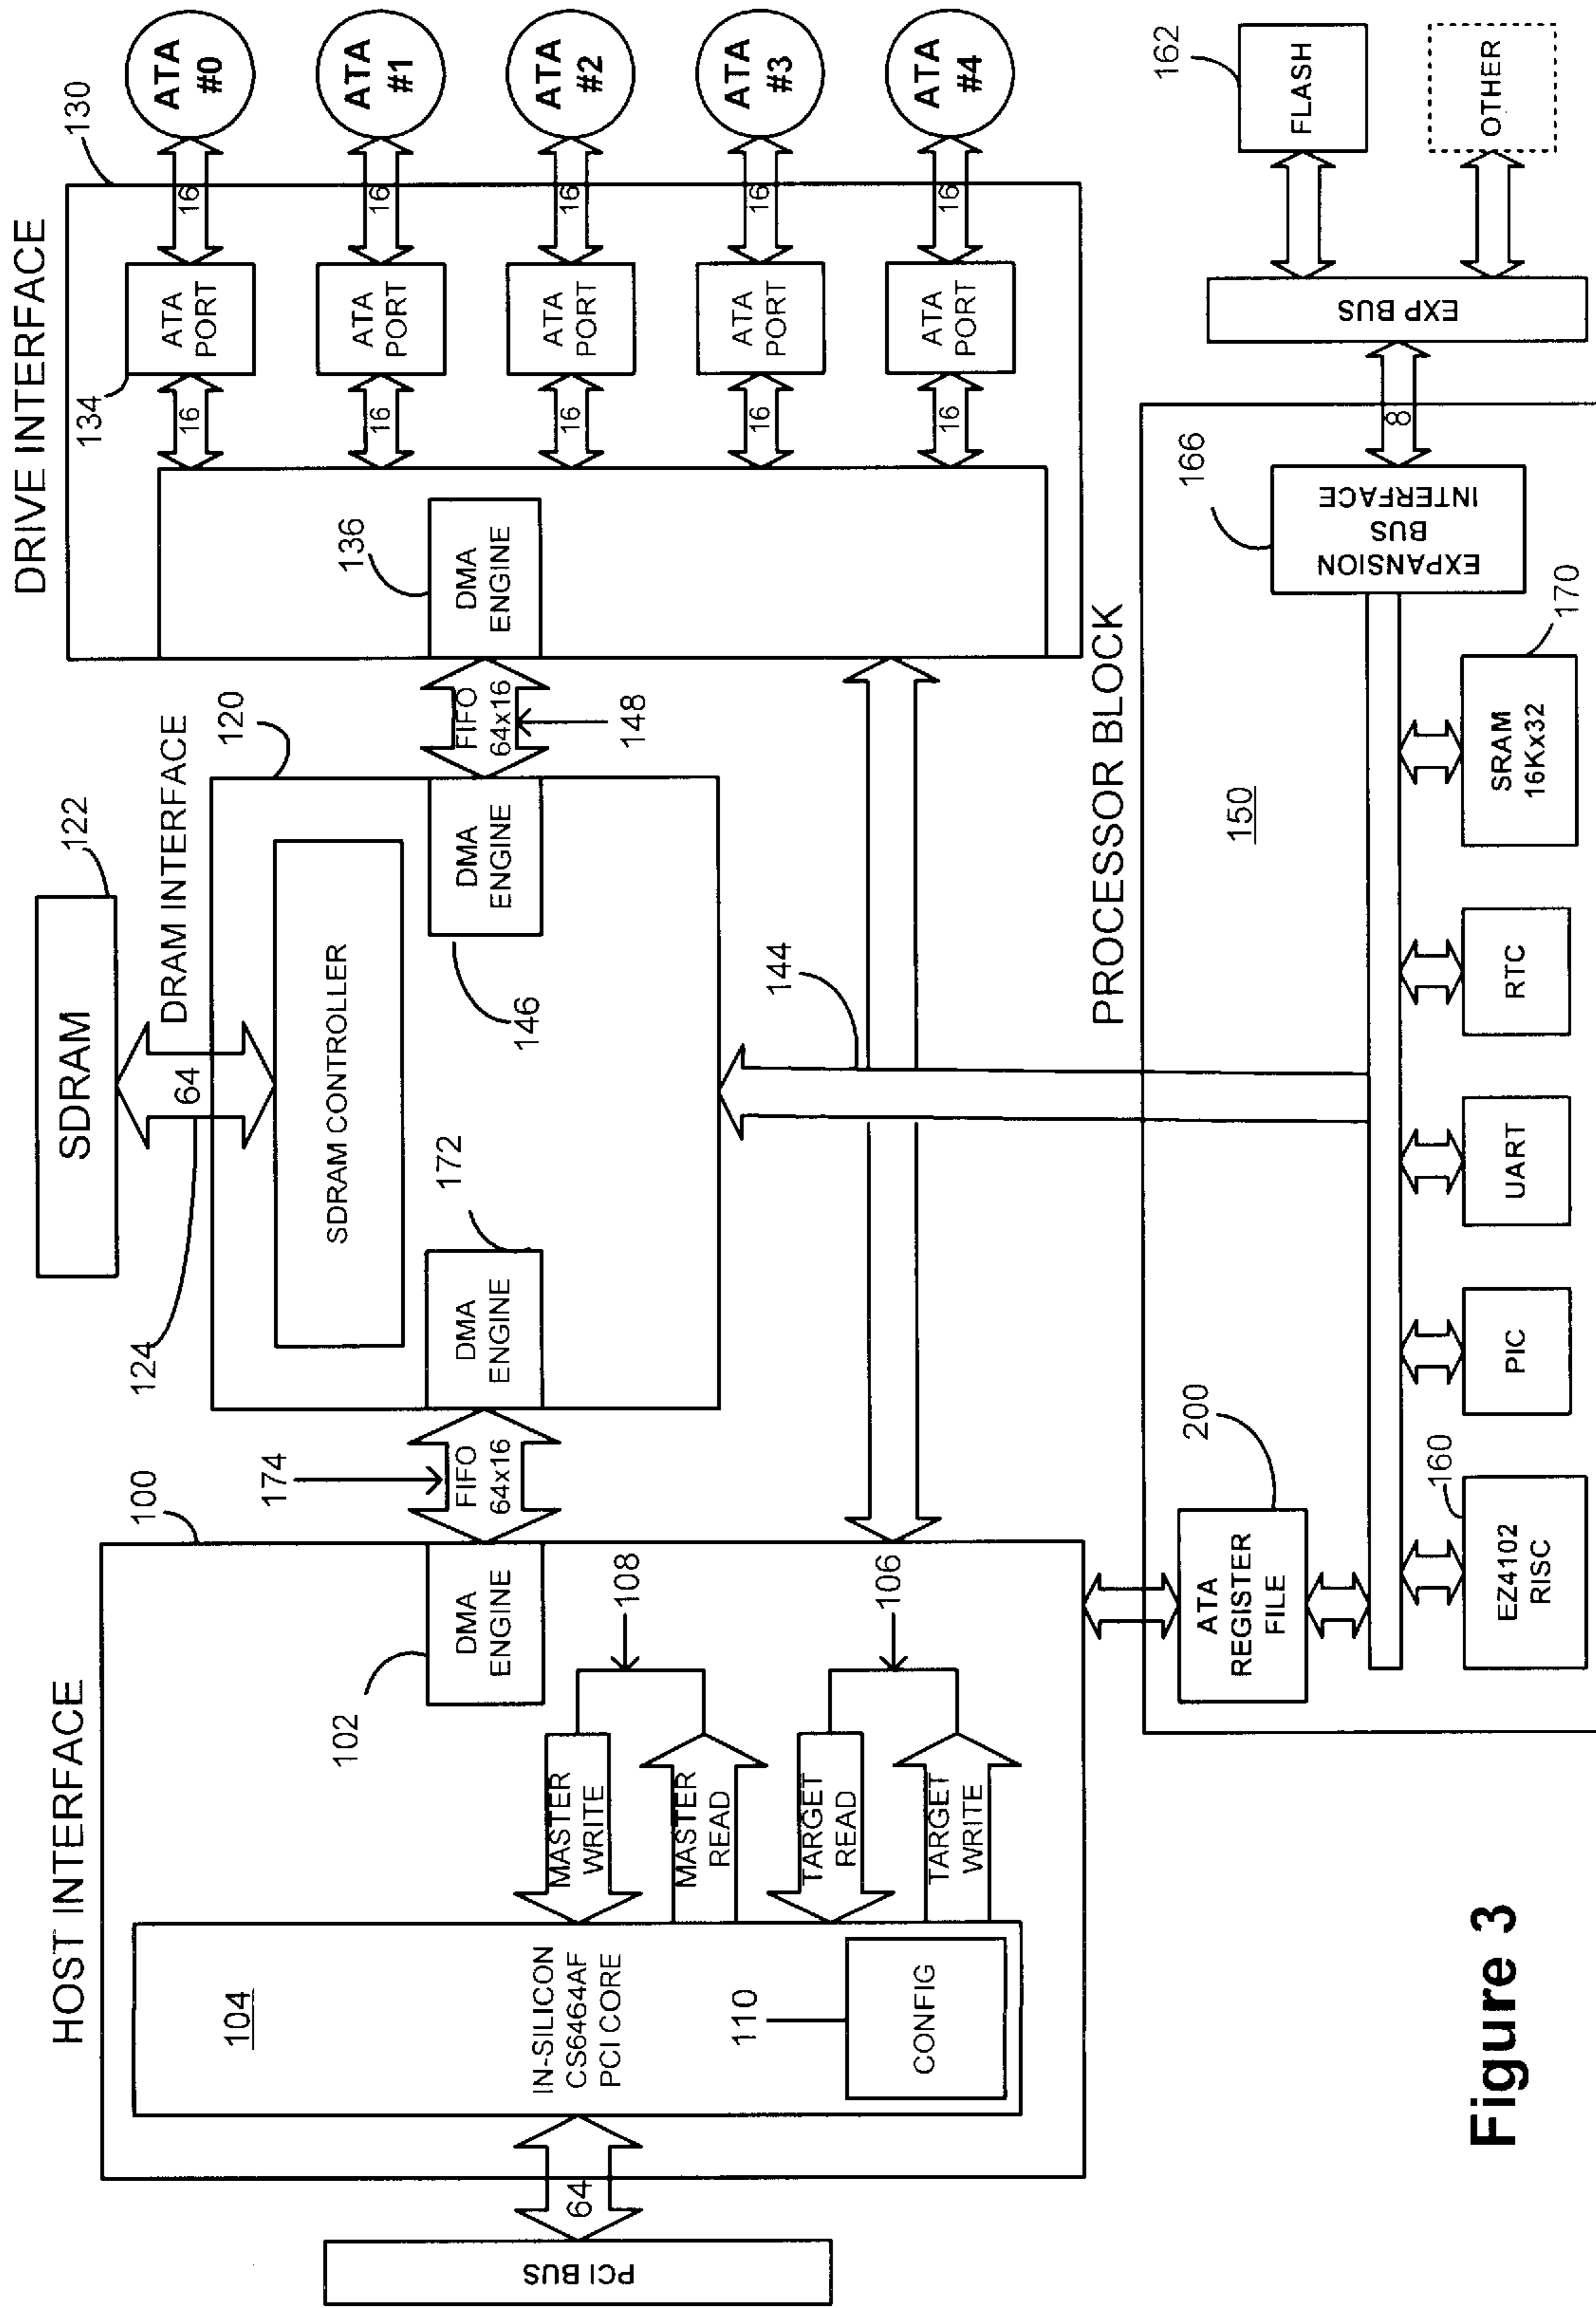 HOST INTERFACE
100
104
IN-SILICON
CS6464AF
PCI CORE
110
CONFIG
PCI BUS
64
102
DMA
ENGINE
MASTER
WRITE
MASTER
READ
108
TARGET
READ
TARGET
WRITE
106
174
FIFO
64x16
SDRAM
122
64
124
DRAM INTERFACE
120
SDRAM CONTROLLER
172
DMA
ENGINE
DMA
ENGINE
146
FIFO
64x16
148
144
DRIVE INTERFACE
130
136
DMA
ENGINE
134
16
ATA
PORT
16
ATA
#0
16
ATA
PORT
16
ATA
#1
16
ATA
PORT
16
ATA
#2
16
ATA
PORT
16
ATA
#3
16
ATA
PORT
16
ATA
#4
PROCESSOR BLOCK
150
200
ATA
REGISTER
FILE
160
EZ4102
RISC
PIC
UART
RTC
SRAM
16Kx32
170
166
EXPANSION
BUS
INTERFACE
8
EXP BUS
162
FLASH
OTHER
Figure 3